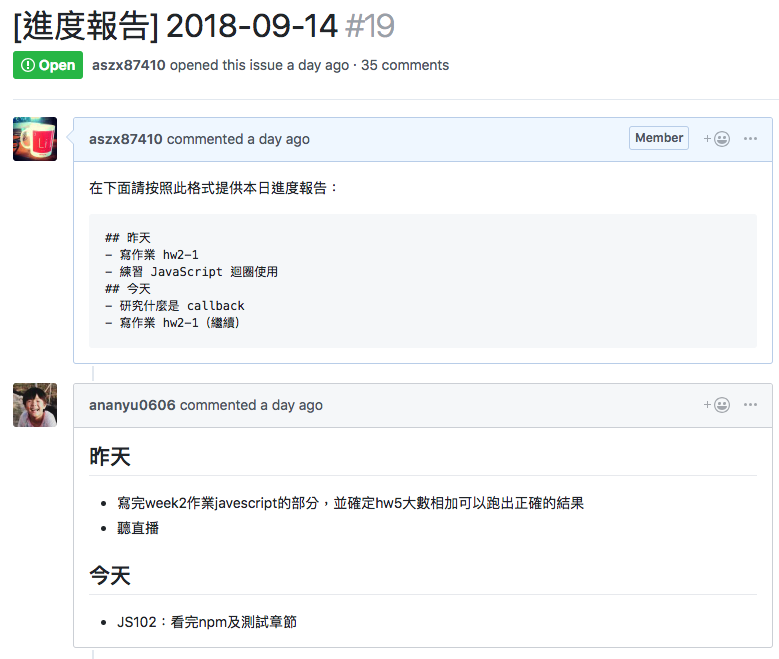 [進度報告] 2018-09-14 #19
Open aszx87410 opened this issue a day ago · 35 comments
aszx87410 commented a day ago Member
在下面請按照此格式提供本日進度報告：
## 昨天
- 寫作業 hw2-1
- 練習 JavaScript 迴圈使用
## 今天
- 研究什麼是 callback
- 寫作業 hw2-1（繼續）
ananyu0606 commented a day ago
昨天
• 寫完week2作業javescript的部分，並確定hw5大數相加可以跑出正確的結果
• 聽直播
今天
• JS102：看完npm及測試章節